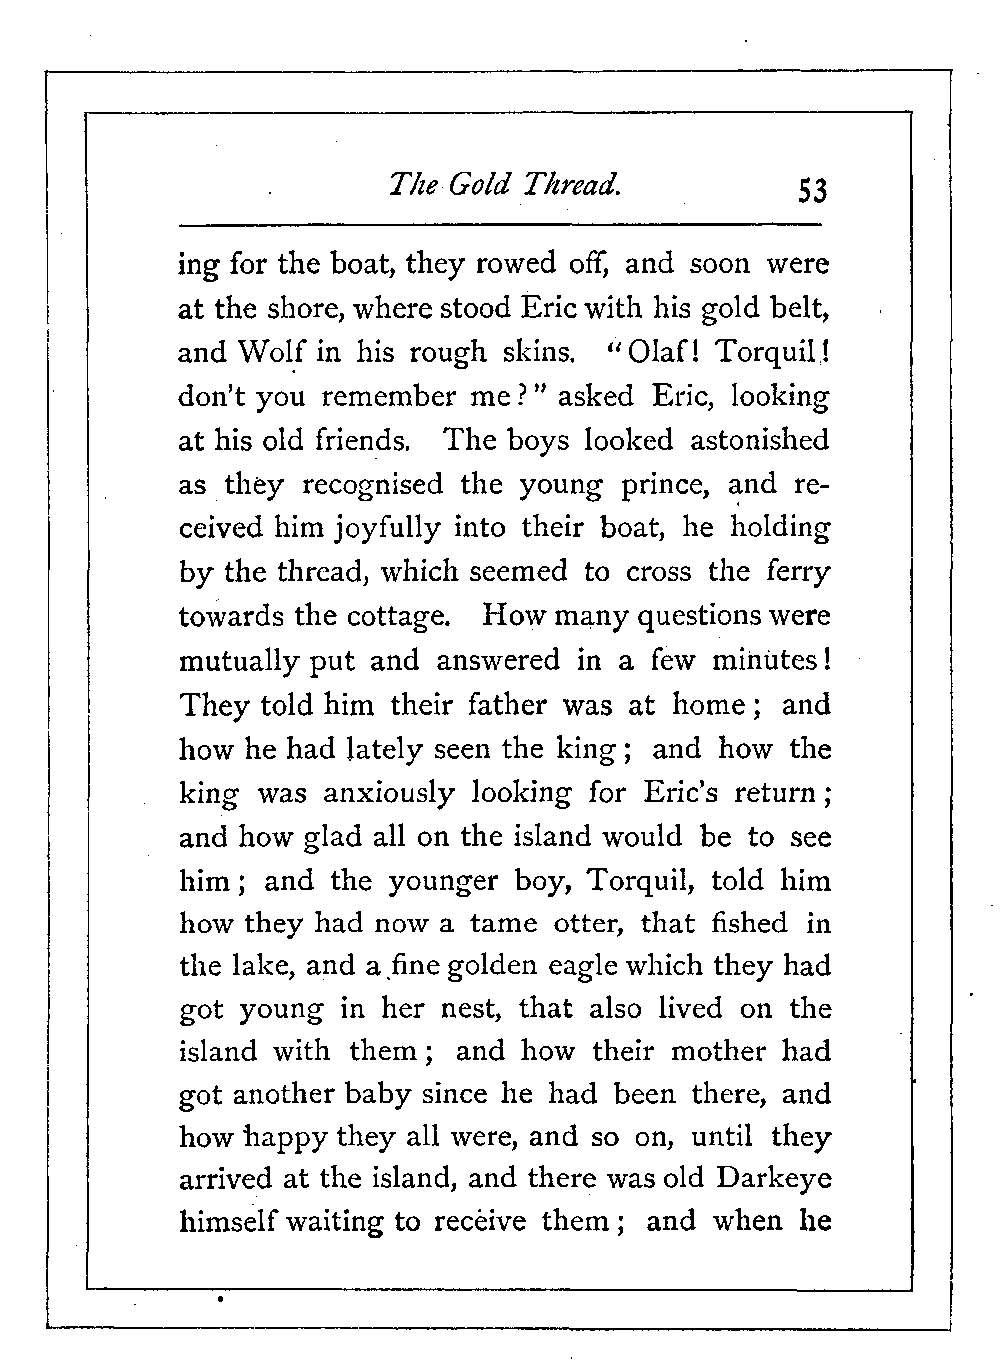 The Gold Thread. 53
ing for the boat, they rowed off, and soon were
at the shore, where stood Eric with his gold belt,
and Wolf in his rough skins. "Olaf! Torquil!
don't you remember me?" asked Eric, looking
at his old friends. The boys looked astonished
as they recognised the young prince, and re-
ceived him joyfully into their boat, he holding
by the thread, which seemed to cross the ferry
towards the cottage. How many questions were
mutually put and answered in a few minutes!
They told him their father was at home; and
how he had lately seen the king; and how the
king was anxiously looking for Eric's return;
and how glad all on the island would be to see
him; and the younger boy, Torquil, told him
how they had now a tame otter, that fished in
the lake, and a fine golden eagle which they had
got young in her nest, that also lived on the
island with them; and how their mother had
got another baby since he had been there, and
how happy they all were, and so on, until they
arrived at the island, and there was old Darkeye
himself waiting to receive them; and when he